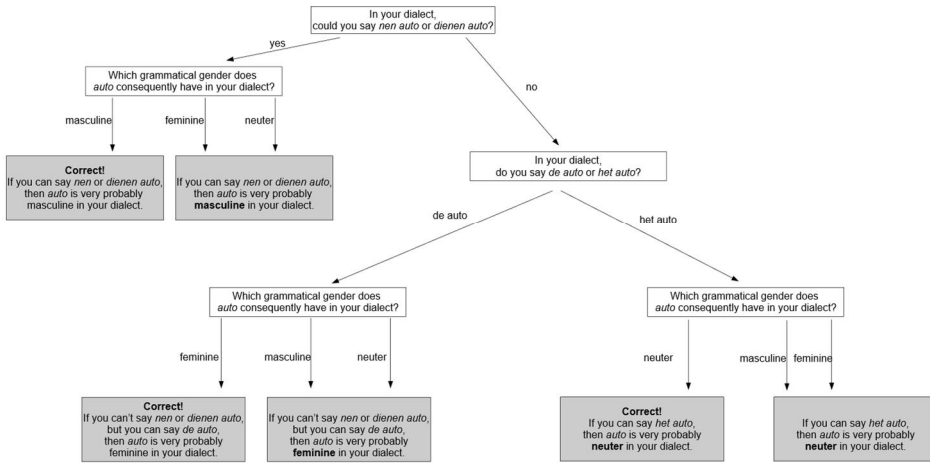 In your dialect,
could you say nen auto or dienen auto?
yes
no
Which grammatical gender does
auto consequently have in your dialect?
masculine
feminine
neuter
Correct!
If you can say nen or dienen auto,
then auto is very probably
masculine in your dialect.
If you can say nen or dienen auto,
then auto is very probably
masculine in your dialect.
In your dialect,
do you say de auto or het auto?
de auto
het auto
Which grammatical gender does
auto consequently have in your dialect?
feminine
masculine
neuter
Correct!
If you can't say nen or dienen auto,
but you can say de auto,
then auto is very probably
feminine in your dialect.
If you can't say nen or dienen auto,
but you can say de auto,
then auto is very probably
feminine in your dialect.
Which grammatical gender does
auto consequently have in your dialect?
neuter
masculine
feminine
Correct!
If you can say het auto,
then auto is very probably
neuter in your dialect.
If you can say het auto,
then auto is very probably
neuter in your dialect.